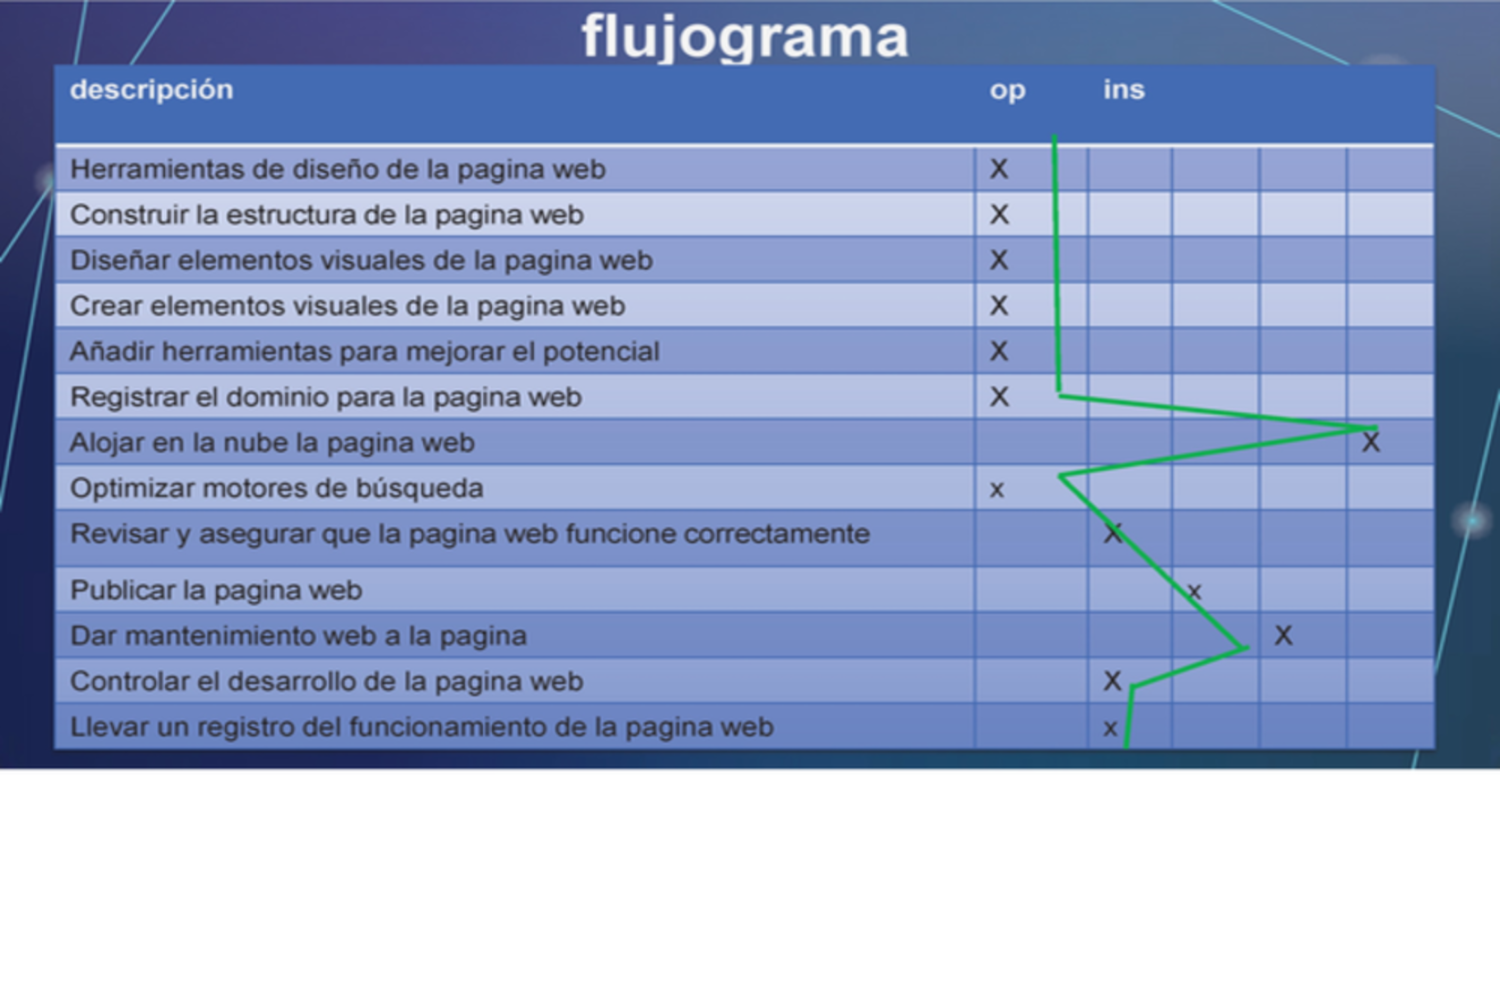 flujograma
descripción op ins
Herramientas de diseño de la pagina web X
Construir la estructura de la pagina web X
Diseñar elementos visuales de la pagina web X
Crear elementos visuales de la pagina web X
Añadir herramientas para mejorar el potencial X
Registrar el dominio para la pagina web X
Alojar en la nube la pagina web X
Optimizar motores de búsqueda x
Revisar y asegurar que la pagina web funcione correctamente X
Publicar la pagina web x
Dar mantenimiento web a la pagina X
Controlar el desarrollo de la pagina web X
Llevar un registro del funcionamiento de la pagina web x